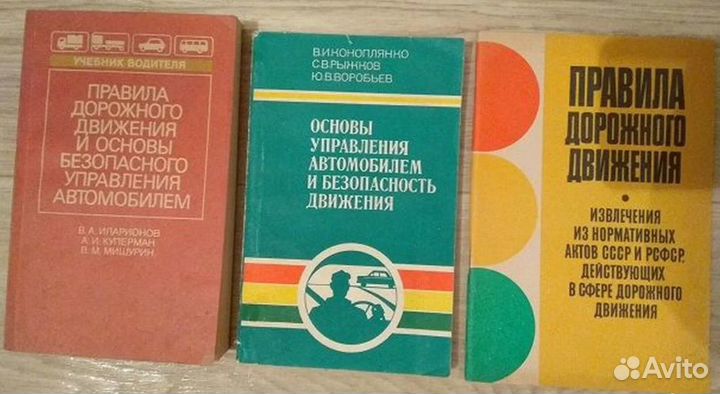 УЧЕБНИК ВОДИТЕЛЯ
ПРАВИЛА
ДОРОЖНОГО
ДВИЖЕНИЯ
И ОСНОВЫ
БЕЗОПАСНОГО
УПРАВЛЕНИЯ
АВТОМОБИЛЕМ
В. А. ИЛАРИОНОВ
А. И. КУПЕРМАН
В. М. МИШУРИН
В.И.КОНОПЛЯНКО
С.В.РЫЖКОВ
Ю.В.ВОРОБЬЕВ
ОСНОВЫ
УПРАВЛЕНИЯ
АВТОМОБИЛЕМ
И БЕЗОПАСНОСТЬ
ДВИЖЕНИЯ
ПРАВИЛА
ДОРОЖНОГО
ДВИЖЕНИЯ
•
ИЗВЛЕЧЕНИЯ
ИЗ НОРМАТИВНЫХ
АКТОВ СССР И РСФСР,
ДЕЙСТВУЮЩИХ
В СФЕРЕ ДОРОЖНОГО
ДВИЖЕНИЯ
Avito